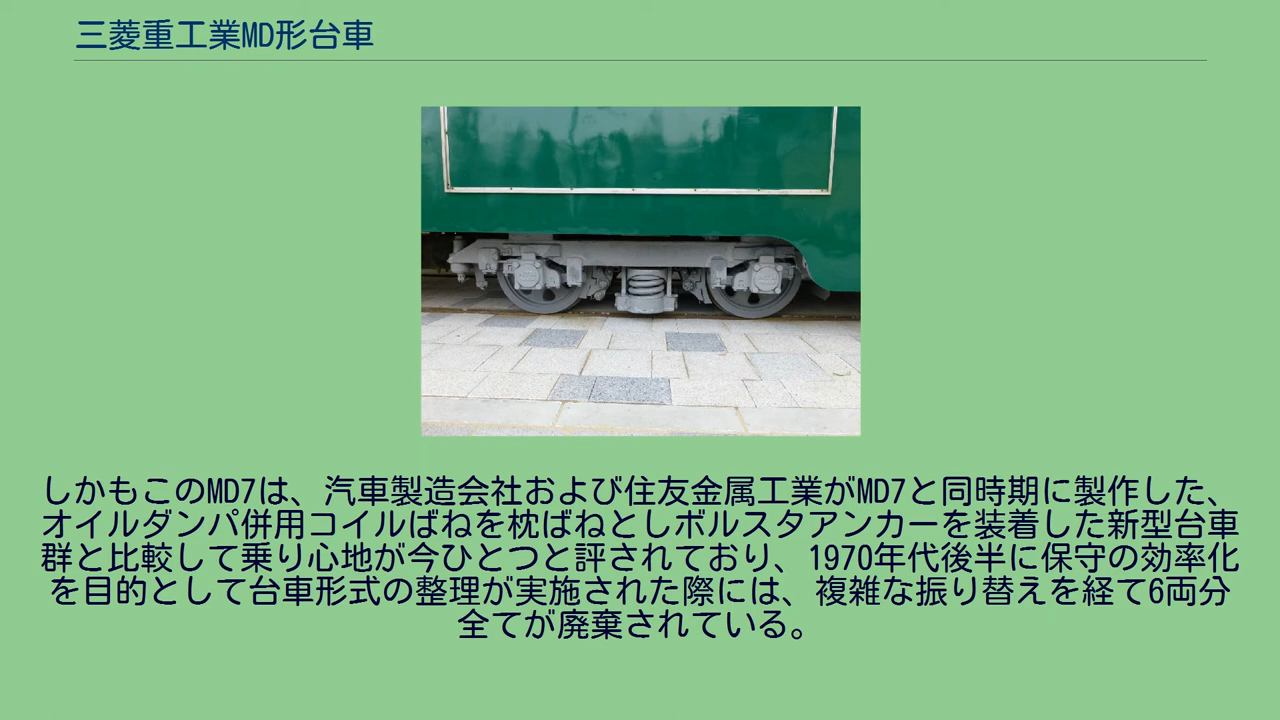 三菱重工業MD形台車
しかもこのMD7は、汽車製造会社および住友金属工業がMD7と同時期に製作した、
オイルダンパ併用コイルばねを枕ばねとしボルスタアンカーを装着した新型台車
群と比較して乗り心地が今ひとつと評されており、1970年代後半に保守の効率化
を目的として台車形式の整理が実施された際には、複雑な振り替えを経て6両分
全てが廃棄されている。